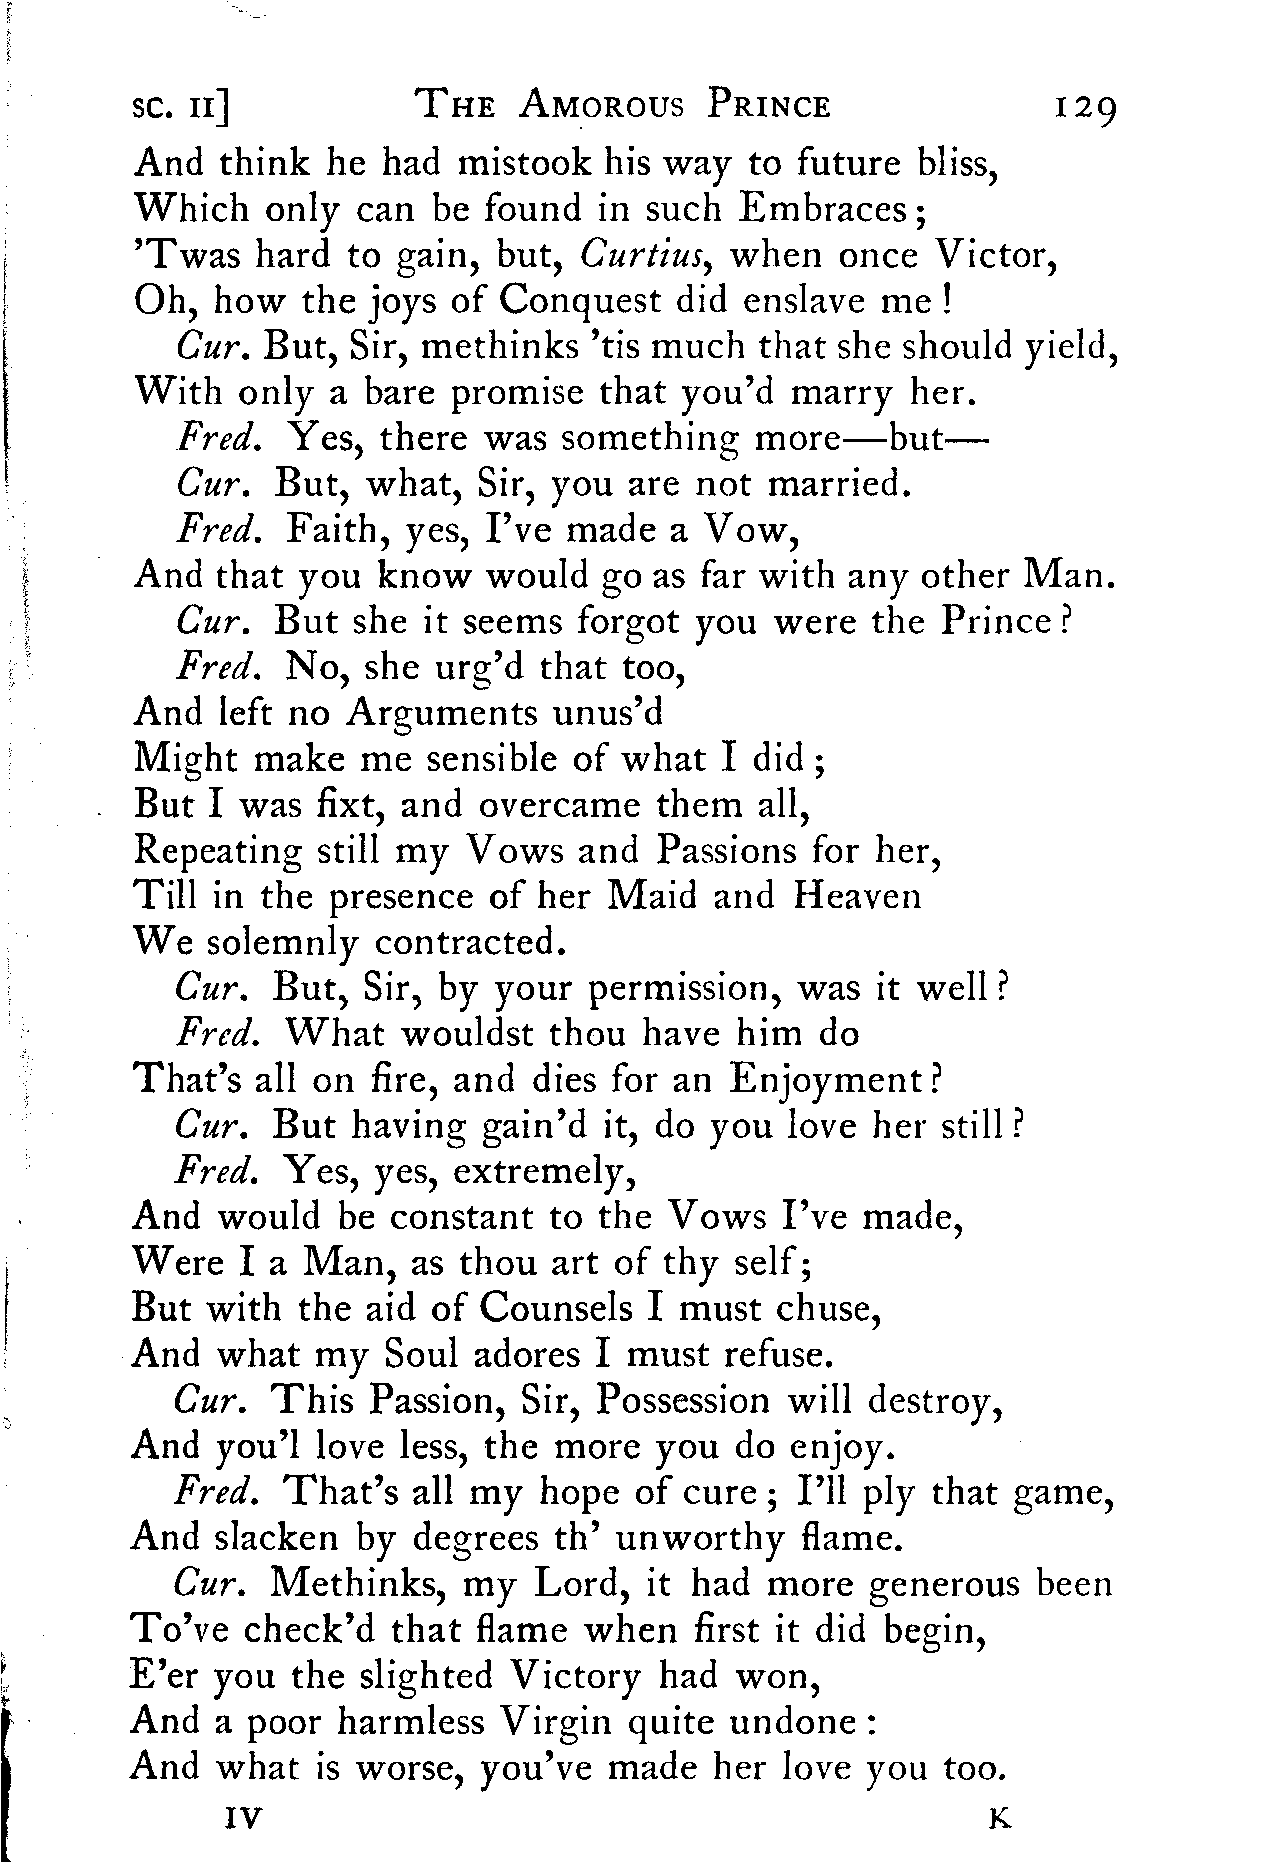 SC. II] THE AMOROUS PRINCE 129
And think he had mistook his way to future bliss,
Which only can be found in such Embraces;
'Twas hard to gain, but, Curtius, when once Victor,
Oh, how the joys of Conquest did enslave me!
Cur. But, Sir, methinks 'tis much that she should yield,
With only a bare promise that you'd marry her.
Fred. Yes, there was something more—but—
Cur. But, what, Sir, you are not married.
Fred. Faith, yes, I've made a Vow,
And that you know would go as far with any other Man.
Cur. But she it seems forgot you were the Prince?
Fred. No, she urg'd that too,
And left no Arguments unus'd
Might make me sensible of what I did;
But I was fixt, and overcame them all,
Repeating still my Vows and Passions for her,
Till in the presence of her Maid and Heaven
We solemnly contracted.
Cur. But, Sir, by your permission, was it well?
Fred. What wouldst thou have him do
That's all on fire, and dies for an Enjoyment?
Cur. But having gain'd it, do you love her still?
Fred. Yes, yes, extremely,
And would be constant to the Vows I've made,
Were I a Man, as thou art of thy self;
But with the aid of Counsels I must chuse,
And what my Soul adores I must refuse.
Cur. This Passion, Sir, Possession will destroy,
And you'l love less, the more you do enjoy.
Fred. That's all my hope of cure; I'll ply that game,
And slacken by degrees th' unworthy flame.
Cur. Methinks, my Lord, it had more generous been
To've check'd that flame when first it did begin,
E'er you the slighted Victory had won,
And a poor harmless Virgin quite undone:
And what is worse, you've made her love you too.
IV K